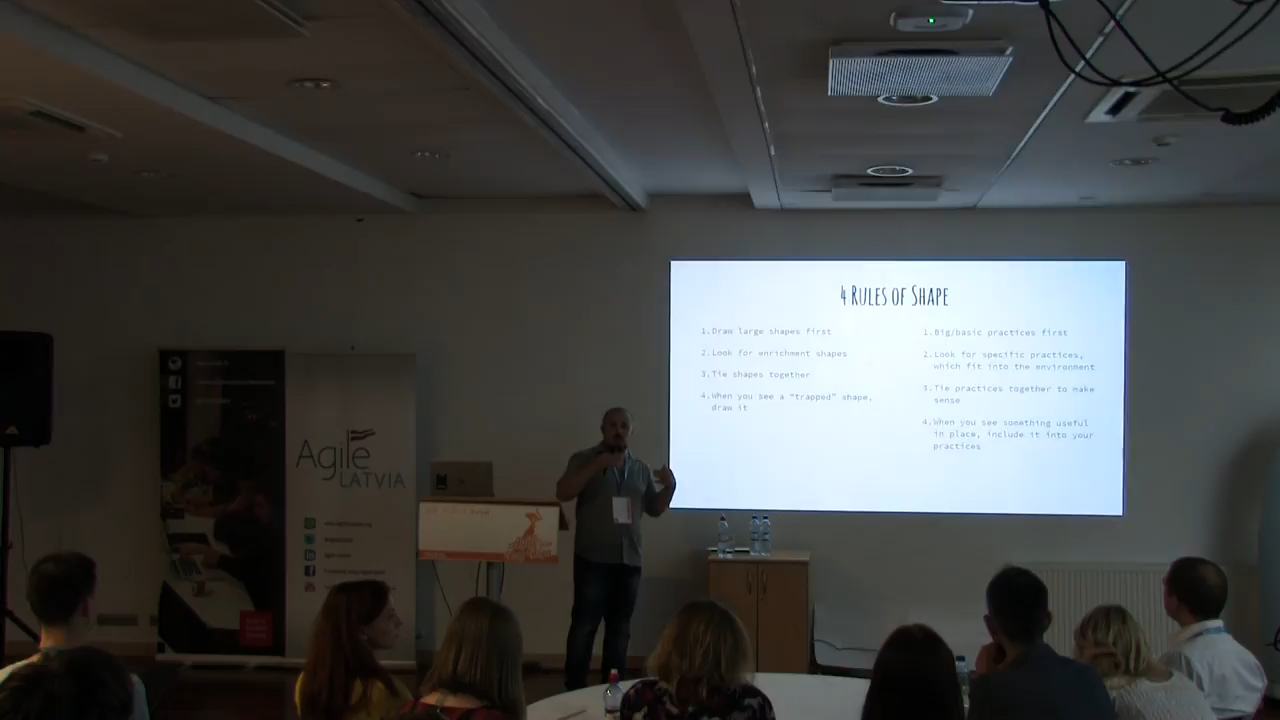 4 RULES OF SHAPE
1.Draw large shapes first
2.Look for enrichment shapes
3.Tie shapes together
4.When you see a "trapped" shape,
draw it
1.Big/basic practices first
2.Look for specific practices,
which fit into the environment
3.Tie practices together to make
sense
4.When you see something useful
in place, include it into your
practices
Agile
LATVIA